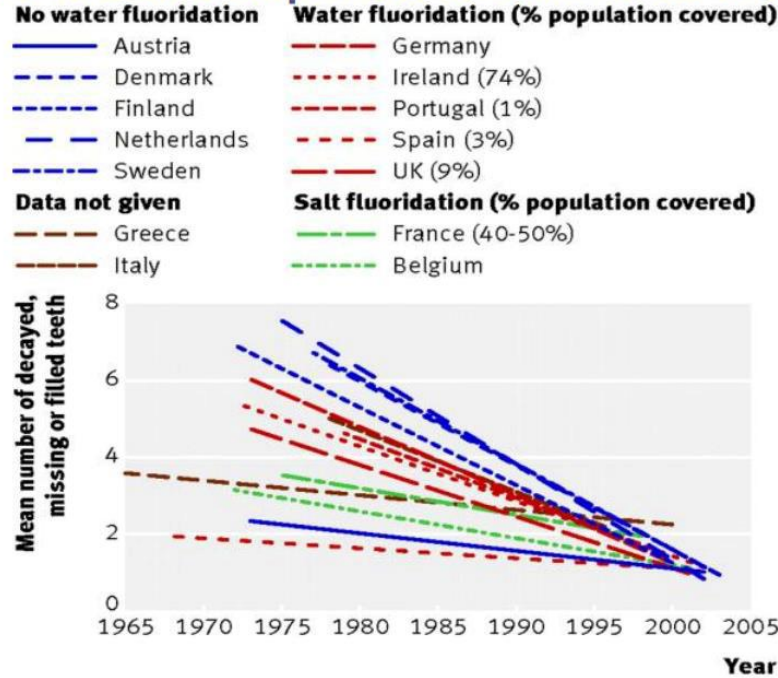 No water fluoridation
Austria
Denmark
Finland
Netherlands
Sweden
Water fluoridation (% population covered)
Germany
Ireland (74%)
Portugal (1%)
Spain (3%)
UK (9%)
Data not given
Greece
Italy
Salt fluoridation (% population covered)
France (40-50%)
Belgium
Mean number of decayed,
missing or filled teeth
8
6
4
2
0
1965 1970 1975 1980 1985 1990 1995 2000 2005
Year